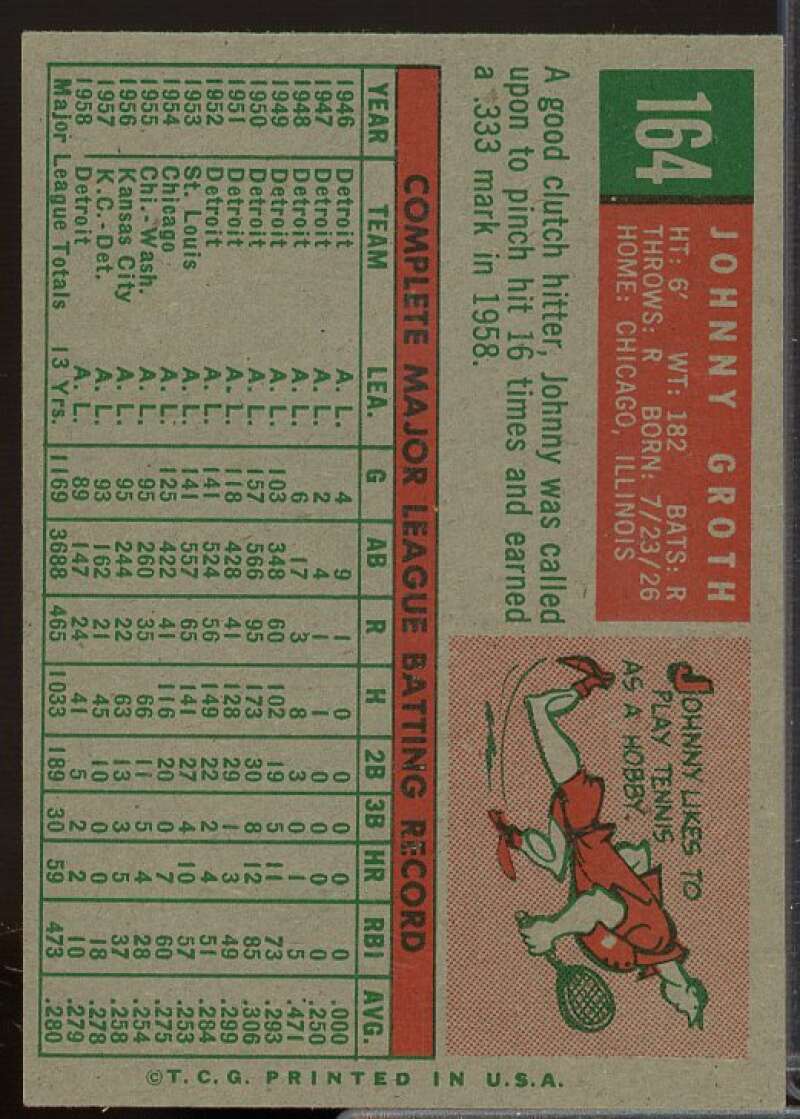 164
JOHNNY GROTH
HT: 6' WT: 182 BATS: R
THROWS: R BORN: 7/23/26
HOME: CHICAGO, ILLINOIS
A good clutch hitter, Johnny was called
upon to pinch hit 16 times and earned
a .333 mark in 1958.
JOHNNY LIKES TO
PLAY TENNIS
AS A HOBBY.
COMPLETE MAJOR LEAGUE BATTING RECORD
YEAR TEAM LEA. G AB R H 2B 3B HR RBI AVG.
1946 Detroit A. L. 4 9 1 0 0 0 0 0 .000
1947 Detroit A. L. 2 4 1 1 0 0 0 0 .250
1948 Detroit A. L. 6 17 3 8 3 0 1 5 .471
1949 Detroit A. L. 103 348 60 102 19 5 11 73 .293
1950 Detroit A. L. 157 566 95 173 30 8 12 85 .306
1951 Detroit A. L. 118 428 41 128 29 1 3 49 .299
1952 Detroit A. L. 141 524 56 149 22 2 4 51 .284
1953 St. Louis A. L. 141 557 65 141 27 4 10 57 .253
1954 Chicago A. L. 125 422 41 116 20 0 7 60 .275
1955 Chi.-Wash. A. L. 95 260 35 66 11 5 4 28 .254
1956 Kansas City A. L. 95 244 22 63 13 3 5 37 .258
1957 K.C.-Det. A. L. 93 162 21 45 10 0 0 18 .278
1958 Detroit A. L. 89 147 24 41 5 2 2 10 .279
Major League Totals 13 Yrs. 1169 3688 465 1033 189 30 59 473 .280
©T.C.G. PRINTED IN U.S.A.